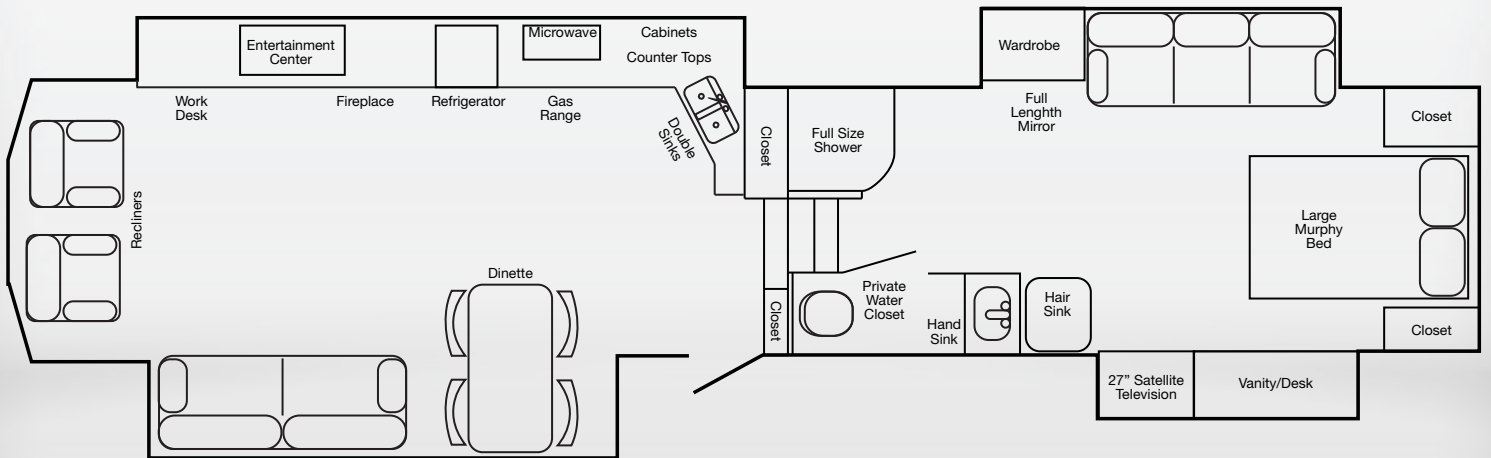 Entertainment
Center
Microwave
Cabinets
Counter Tops
Work
Desk
Fireplace
Refrigerator
Gas
Range
Double
Sinks
Recliners
Dinette
Closet
Full Size
Shower
Closet
Private
Water
Closet
Hand
Sink
Hair
Sink
Wardrobe
Full
Lenghth
Mirror
Closet
Large
Murphy
Bed
Closet
27” Satellite
Television
Vanity/Desk